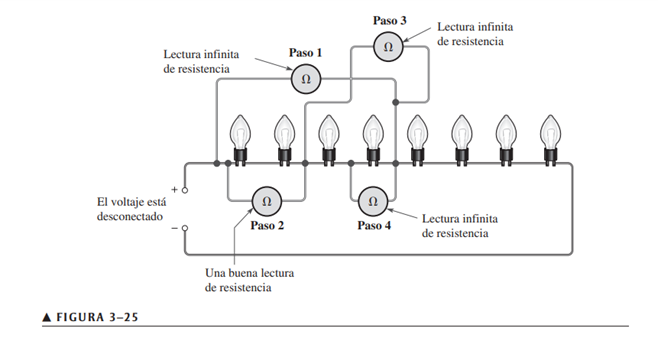 Paso 3
Lectura infinita
de resistencia
Ω
Lectura infinita
de resistencia
Paso 1
Ω
+
El voltaje está
desconectado
−
Ω
Paso 2
Ω
Paso 4
Lectura infinita
de resistencia
Una buena lectura
de resistencia
▲ FIGURA 3–25